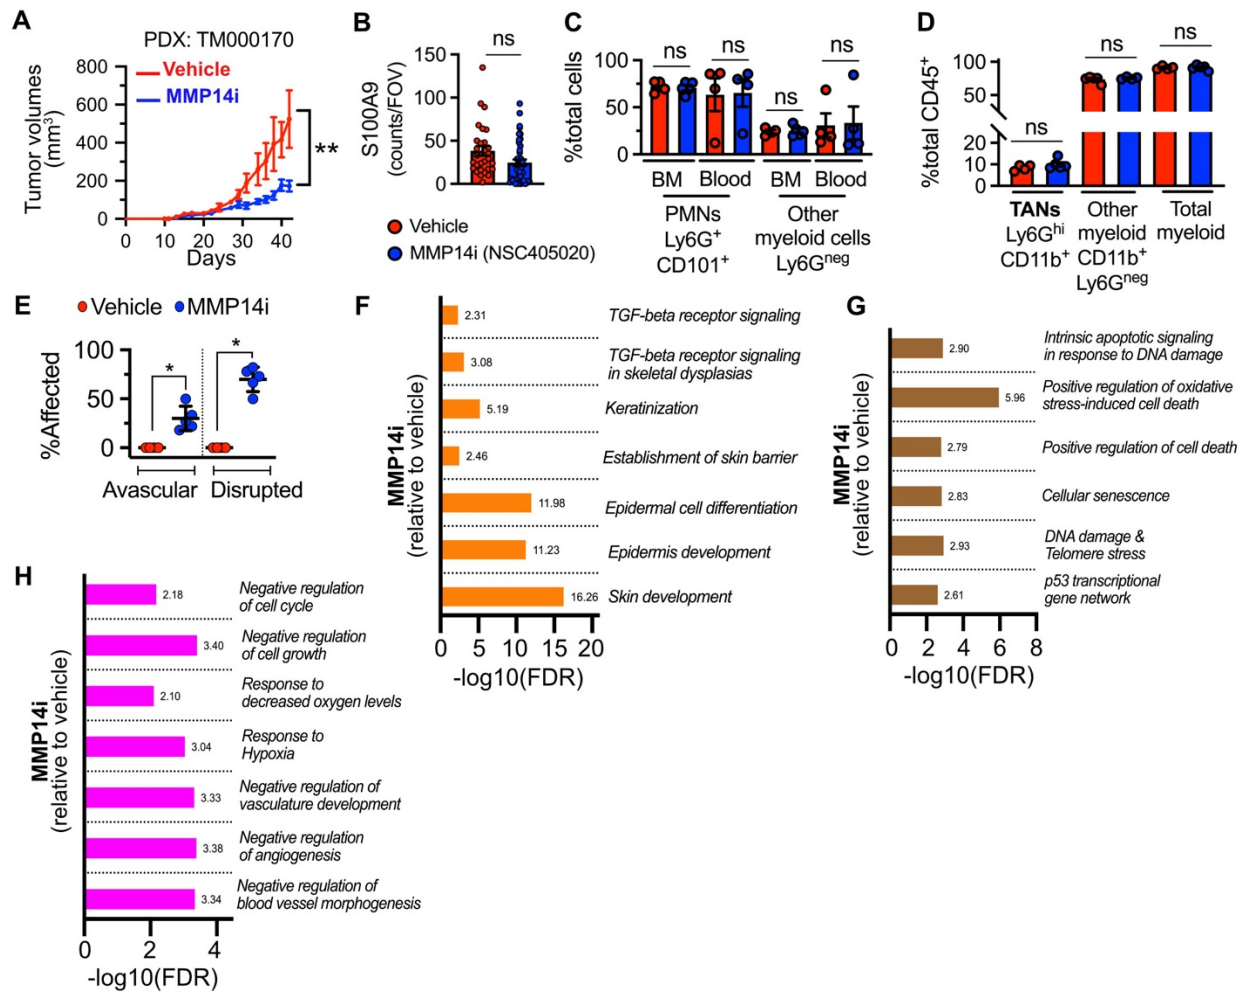 A
PDX: TM000170
Vehicle
MMP14i
Tumor volumes
(mm³)
800
600
400
200
0
0 10 20 30 40
Days
**
B
ns
S100A9
(counts/FOV)
150
100
50
0
Vehicle
MMP14i (NSC405020)
C
ns
ns
ns
ns
%total cells
100
50
0
BM Blood BM Blood
PMNs
Ly6G⁺
CD101⁺
Other
myeloid cells
Ly6Gⁿᵉᵍ
D
ns
ns
ns
%total CD45⁺
100
50
20
10
0
TANs
Ly6Gʰⁱ
CD11b⁺
Other
myeloid
CD11b⁺
Ly6Gⁿᵉᵍ
Total
myeloid
E
Vehicle MMP14i
%Affected
100
50
0
*
*
Avascular Disrupted
F
MMP14i
(relative to vehicle)
2.31 TGF-beta receptor signaling
3.08 TGF-beta receptor signaling
in skeletal dysplasias
5.19 Keratinization
2.46 Establishment of skin barrier
11.98 Epidermal cell differentiation
11.23 Epidermis development
16.26 Skin development
0 5 10 15 20
-log10(FDR)
G
MMP14i
(relative to vehicle)
2.90 Intrinsic apoptotic signaling
in response to DNA damage
5.96 Positive regulation of oxidative
stress-induced cell death
2.79 Positive regulation of cell death
2.83 Cellular senescence
2.93 DNA damage &
Telomere stress
2.61 p53 transcriptional
gene network
0 2 4 6 8
-log10(FDR)
H
MMP14i
(relative to vehicle)
2.18 Negative regulation
of cell cycle
3.40 Negative regulation
of cell growth
2.10 Response to
decreased oxygen levels
3.04 Response to
Hypoxia
3.33 Negative regulation of
vasculature development
3.38 Negative regulation
of angiogenesis
3.34 Negative regulation of
blood vessel morphogenesis
0 2 4
-log10(FDR)